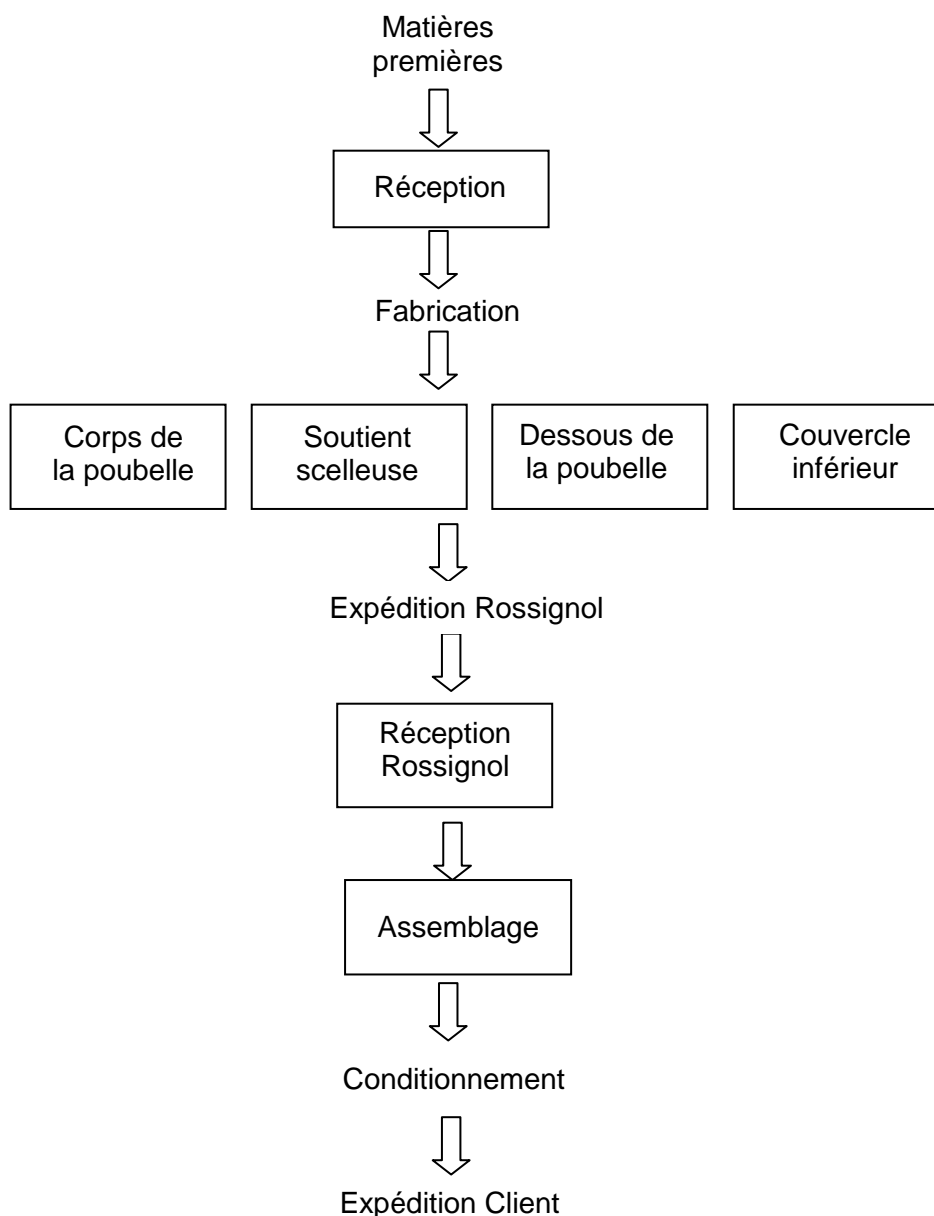 Matières
premières
Réception
Fabrication
Corps de
la poubelle
Soutient
scelleuse
Dessous de
la poubelle
Couvercle
inférieur
Expédition Rossignol
Réception
Rossignol
Assemblage
Conditionnement
Expédition Client